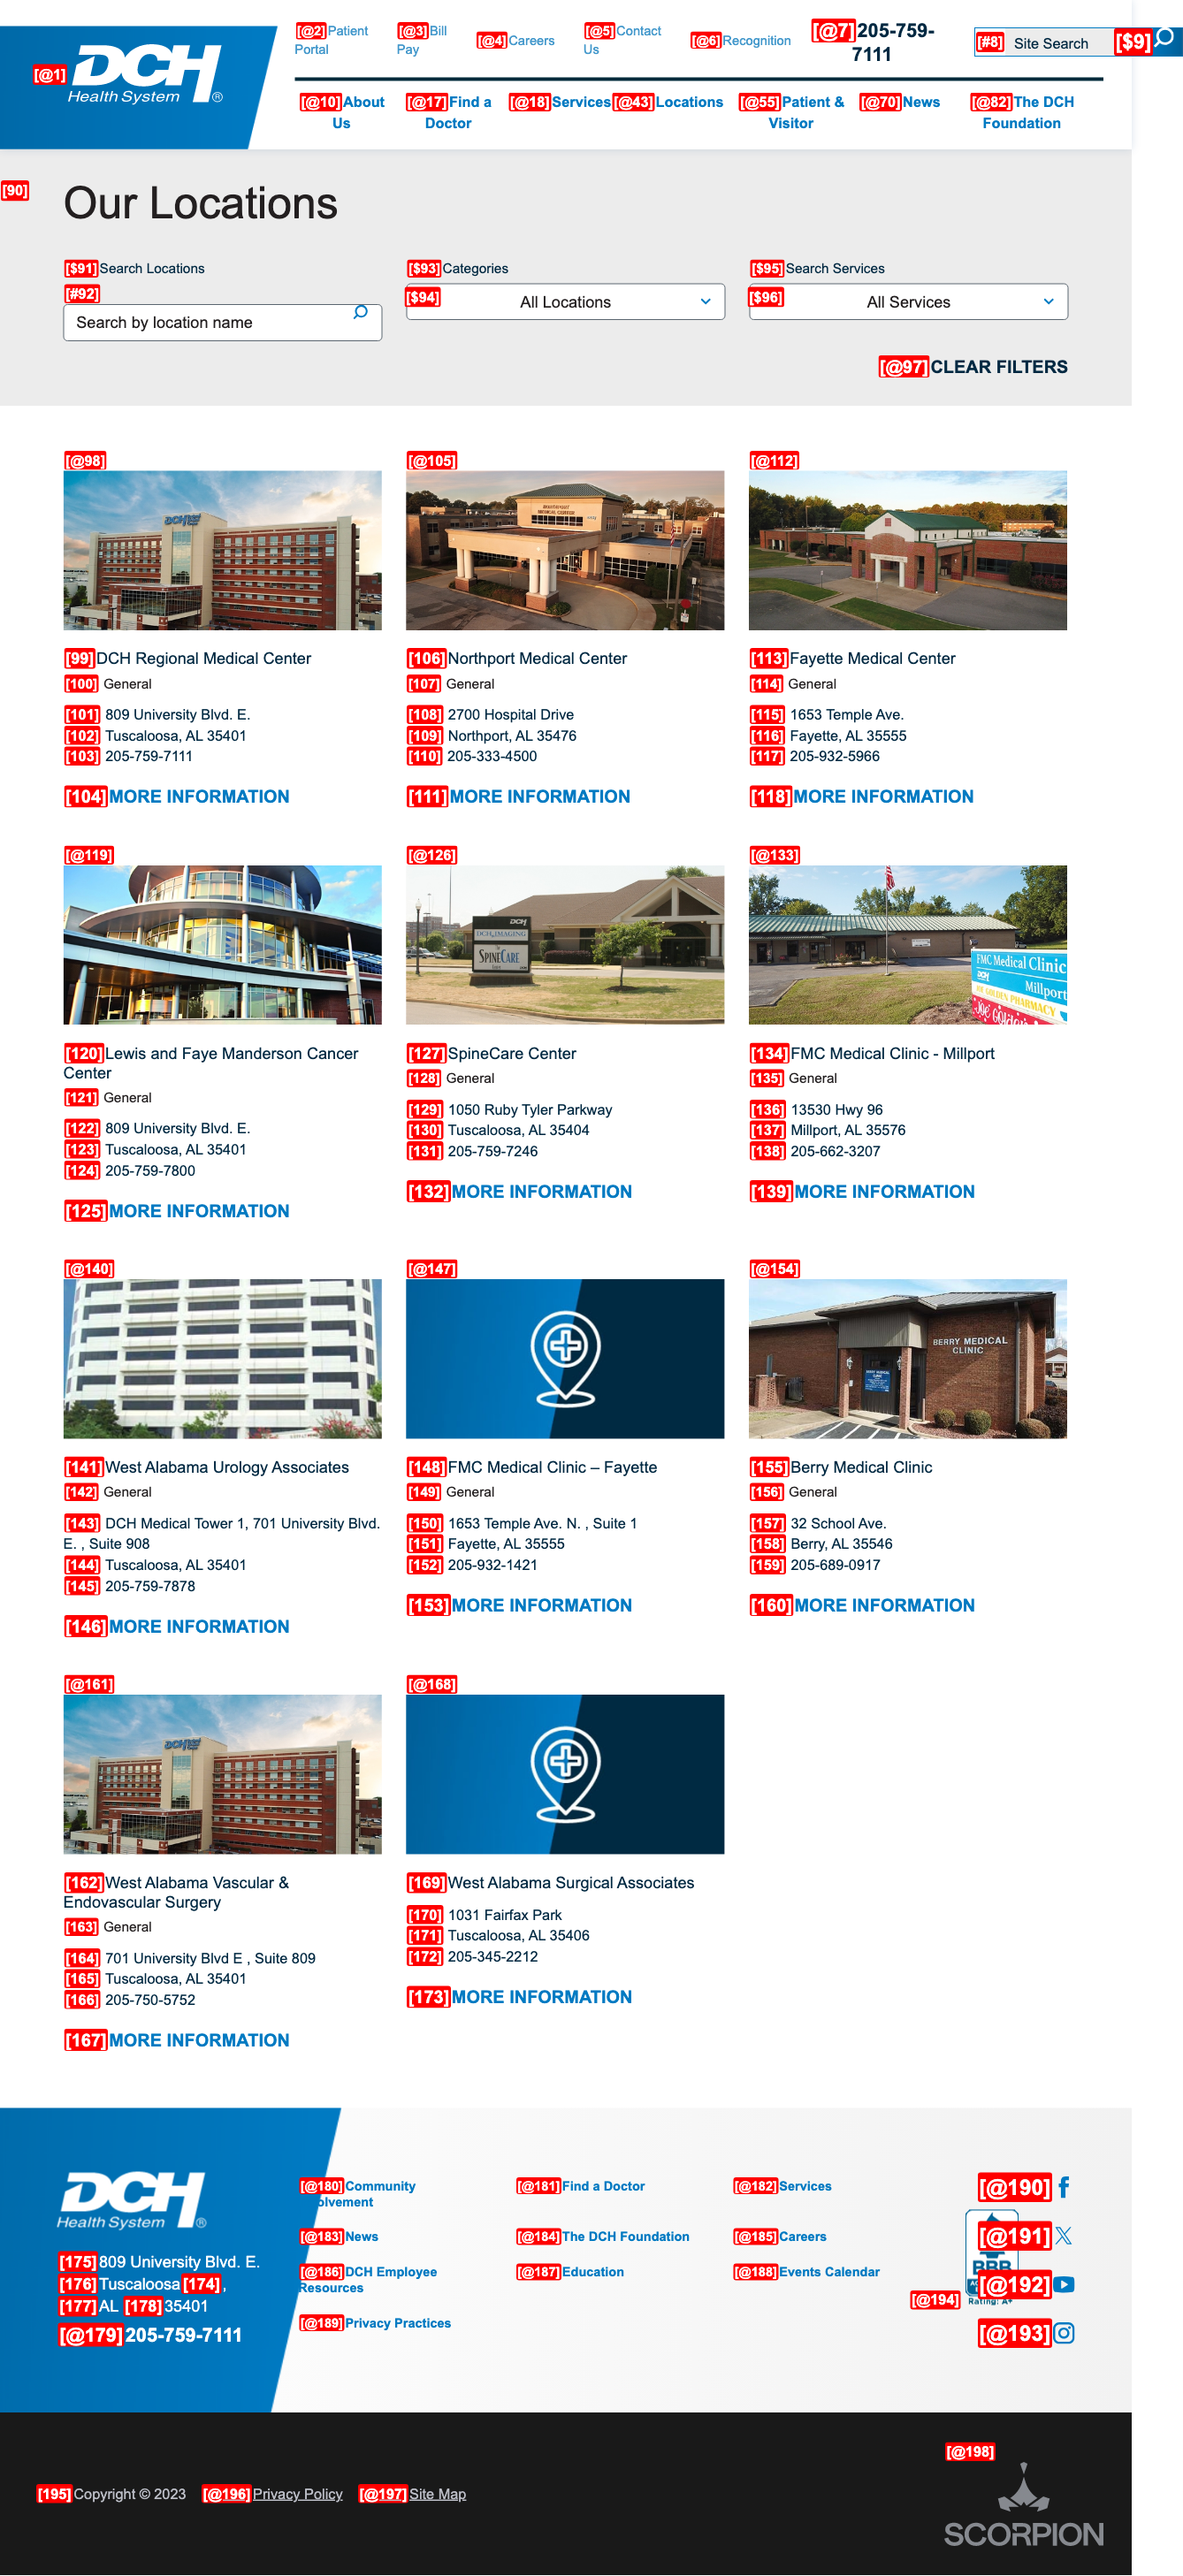 [@2]Patient Portal
[@3]Bill Pay
[@4]Careers
[@5]Contact Us
[@6]Recognition
[@7]205-759-7111
[#8] Site Search [$9]
[@1] DCH
Health System®
[@10]About Us
[@17]Find a Doctor
[@18]Services
[@43]Locations
[@55]Patient & Visitor
[@70]News
[@82]The DCH Foundation
[90]
Our Locations
[$91]Search Locations
[#92]
Search by location name
[$93]Categories
[$94] All Locations
[$95]Search Services
[$96] All Services
[@97]CLEAR FILTERS
[@98]
DCH
[99]DCH Regional Medical Center
[100] General
[101] 809 University Blvd. E.
[102] Tuscaloosa, AL 35401
[103] 205-759-7111
[104]MORE INFORMATION
[@105]
[106]Northport Medical Center
[107] General
[108] 2700 Hospital Drive
[109] Northport, AL 35476
[110] 205-333-4500
[111]MORE INFORMATION
[@112]
[113]Fayette Medical Center
[114] General
[115] 1653 Temple Ave.
[116] Fayette, AL 35555
[117] 205-932-5966
[118]MORE INFORMATION
[@119]
[120]Lewis and Faye Manderson Cancer
Center
[121] General
[122] 809 University Blvd. E.
[123] Tuscaloosa, AL 35401
[124] 205-759-7800
[125]MORE INFORMATION
[@126]
DCH
DCH IMAGING
SPINECARE
[127]SpineCare Center
[128] General
[129] 1050 Ruby Tyler Parkway
[130] Tuscaloosa, AL 35404
[131] 205-759-7246
[132]MORE INFORMATION
[@133]
FMC Medical Clinic
DCH Millport
GOLDEN PHARMACY
[134]FMC Medical Clinic - Millport
[135] General
[136] 13530 Hwy 96
[137] Millport, AL 35576
[138] 205-662-3207
[139]MORE INFORMATION
[@140]
[141]West Alabama Urology Associates
[142] General
[143] DCH Medical Tower 1, 701 University Blvd.
E. , Suite 908
[144] Tuscaloosa, AL 35401
[145] 205-759-7878
[146]MORE INFORMATION
[@147]
[148]FMC Medical Clinic – Fayette
[149] General
[150] 1653 Temple Ave. N. , Suite 1
[151] Fayette, AL 35555
[152] 205-932-1421
[153]MORE INFORMATION
[@154]
BERRY MEDICAL
CLINIC
[155]Berry Medical Clinic
[156] General
[157] 32 School Ave.
[158] Berry, AL 35546
[159] 205-689-0917
[160]MORE INFORMATION
[@161]
DCH
[162]West Alabama Vascular &
Endovascular Surgery
[163] General
[164] 701 University Blvd E , Suite 809
[165] Tuscaloosa, AL 35401
[166] 205-750-5752
[167]MORE INFORMATION
[@168]
[169]West Alabama Surgical Associates
[170] 1031 Fairfax Park
[171] Tuscaloosa, AL 35406
[172] 205-345-2212
[173]MORE INFORMATION
DCH
Health System®
[175]809 University Blvd. E.
[176]Tuscaloosa[174],
[177]AL [178]35401
[@179]205-759-7111
[@180]Community
[@181]Find a Doctor
[@182]Services
[@183]News
[@184]The DCH Foundation
[@185]Careers
[@186]DCH Employee
Resources
[@187]Education
[@188]Events Calendar
[@189]Privacy Practices
[@190]
[@191]
BBB
[@192]
Rating: A+
[@194]
[@193]
[195]Copyright © 2023 [@196]Privacy Policy [@197]Site Map
[@198]
SCORPION